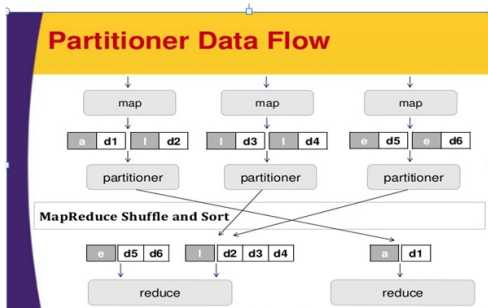 Partitioner Data Flow
map map map
a d1 l d2 l d3 l d4 e d5 e d6
partitioner partitioner partitioner
MapReduce Shuffle and Sort
e d5 d6 l d2 d3 d4 a d1
reduce reduce